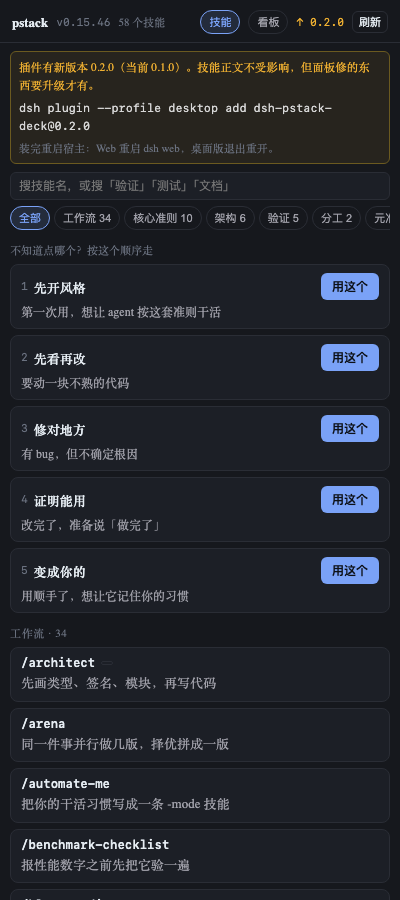 pstack v0.15.46 58 个技能 技能 看板 ↑ 0.2.0 刷新
插件有新版本 0.2.0（当前 0.1.0）。技能正文不受影响，但面板修的东
西要升级才有。
dsh plugin --profile desktop add dsh-pstack-
deck@0.2.0
装完重启宿主：Web 重启 dsh web，桌面版退出重开。
搜技能名，或搜「验证」「测试」「文档」
全部 工作流 34 核心准则 10 架构 6 验证 5 分工 2
不知道点哪个？按这个顺序走
1 先开风格 用这个
第一次用，想让 agent 按这套准则干活
2 先看再改 用这个
要动一块不熟的代码
3 修对地方 用这个
有 bug，但不确定根因
4 证明能用 用这个
改完了，准备说「做完了」
5 变成你的 用这个
用顺手了，想让它记住你的习惯
工作流 · 34
/architect
先画类型、签名、模块，再写代码
/arena
同一件事并行做几版，择优拼成一版
/automate-me
把你的干活习惯写成一条 -mode 技能
/benchmark-checklist
报性能数字之前先把它验一遍